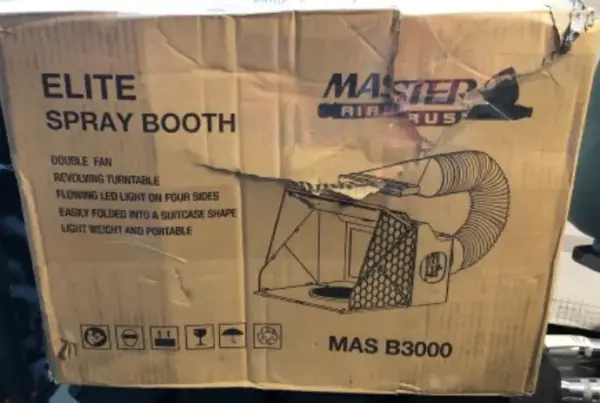 ELITE
SPRAY BOOTH
MASTER
DOUBLE FAN
REVOLVING TURNTABLE
FLOWING LED LIGHT ON FOUR SIDES
EASILY FOLDED INTO A SUITCASE SHAPE
LIGHT WEIGHT AND PORTABLE
MAS B3000